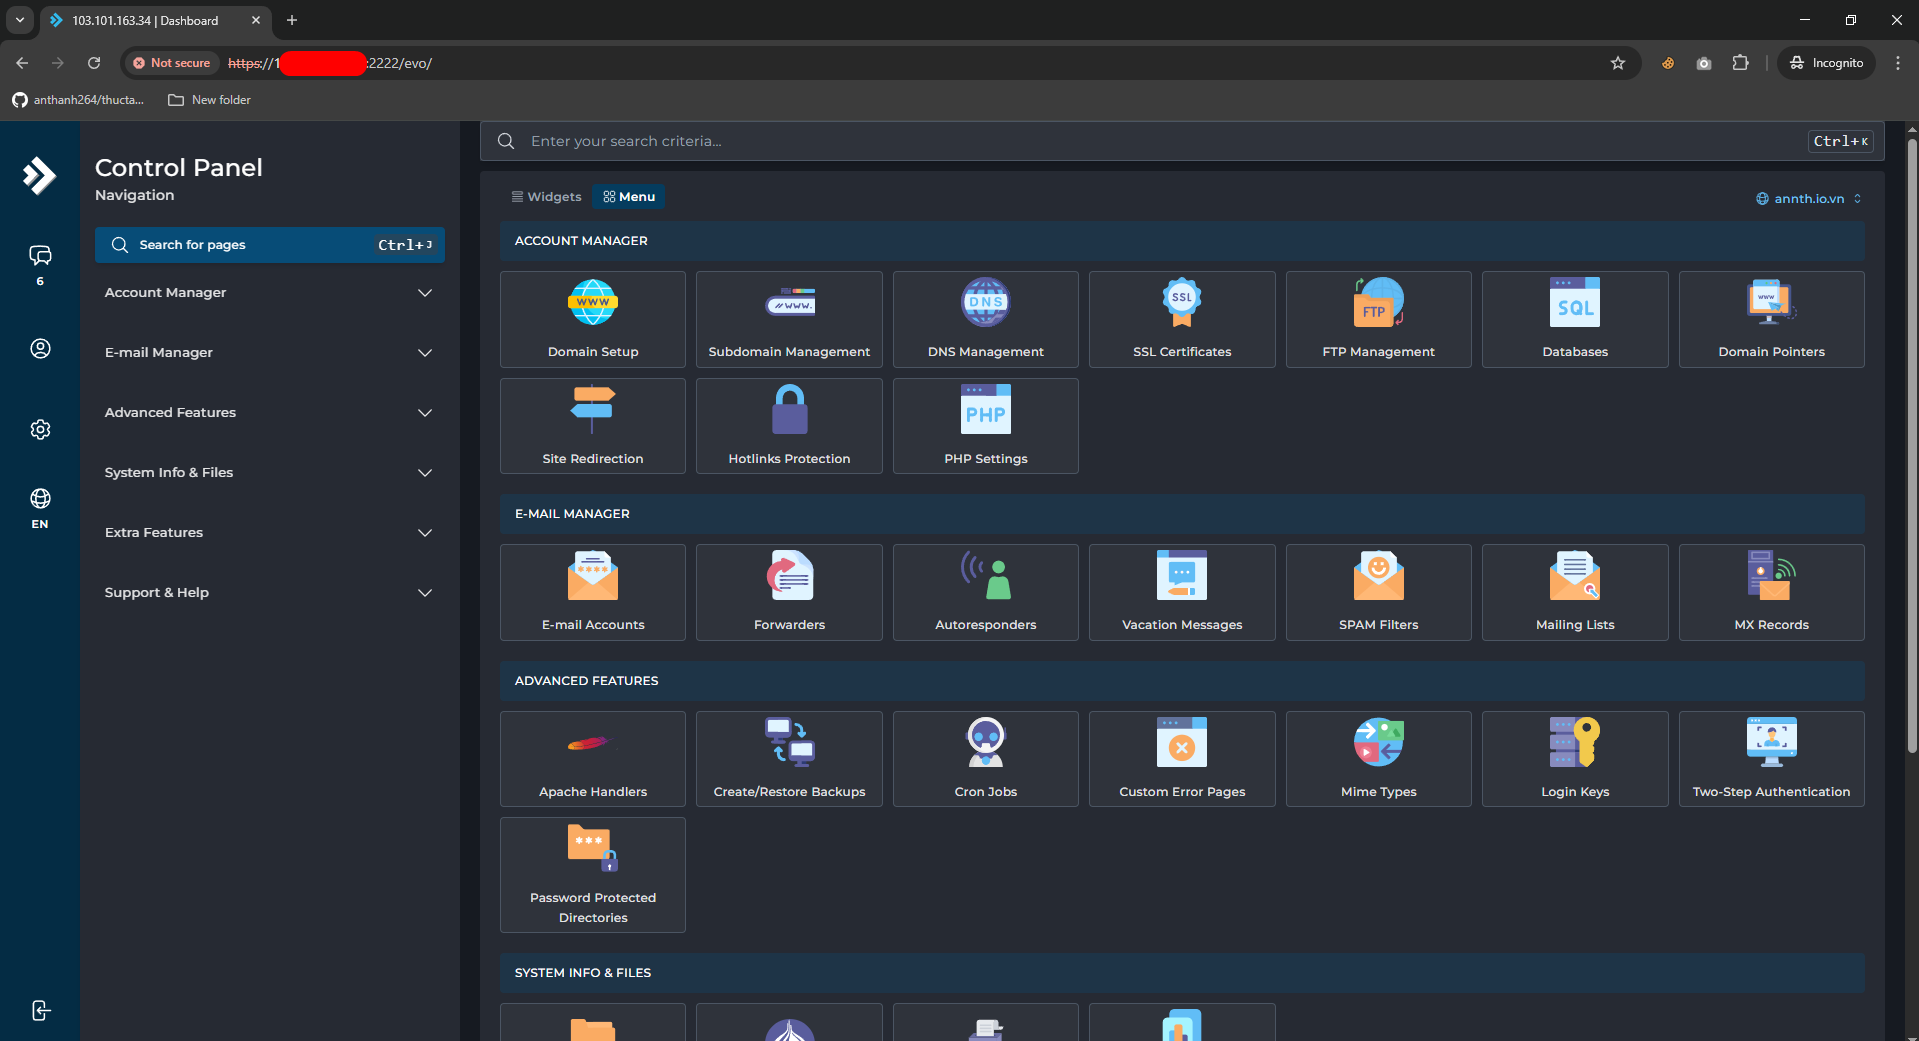 103.101.163.34 | Dashboard
Not secure
https://1
:2222/evo/
Incognito
anthanh264/thucta...
New folder
Control Panel
Navigation
Search for pages
Ctrl+J
6
EN
Account Manager
E-mail Manager
Advanced Features
System Info & Files
Extra Features
Support & Help
Enter your search criteria...
Ctrl+K
Widgets
Menu
annth.io.vn
ACCOUNT MANAGER
WWW
// WWW.
DNS
SSL
FTP
SQL
WWW
Domain Setup
Subdomain Management
DNS Management
SSL Certificates
FTP Management
Databases
Domain Pointers
PHP
Site Redirection
Hotlinks Protection
PHP Settings
E-MAIL MANAGER
E-mail Accounts
Forwarders
Autoresponders
Vacation Messages
SPAM Filters
Mailing Lists
MX Records
ADVANCED FEATURES
Apache Handlers
Create/Restore Backups
Cron Jobs
Custom Error Pages
Mime Types
Login Keys
Two-Step Authentication
***
Password Protected
Directories
SYSTEM INFO & FILES